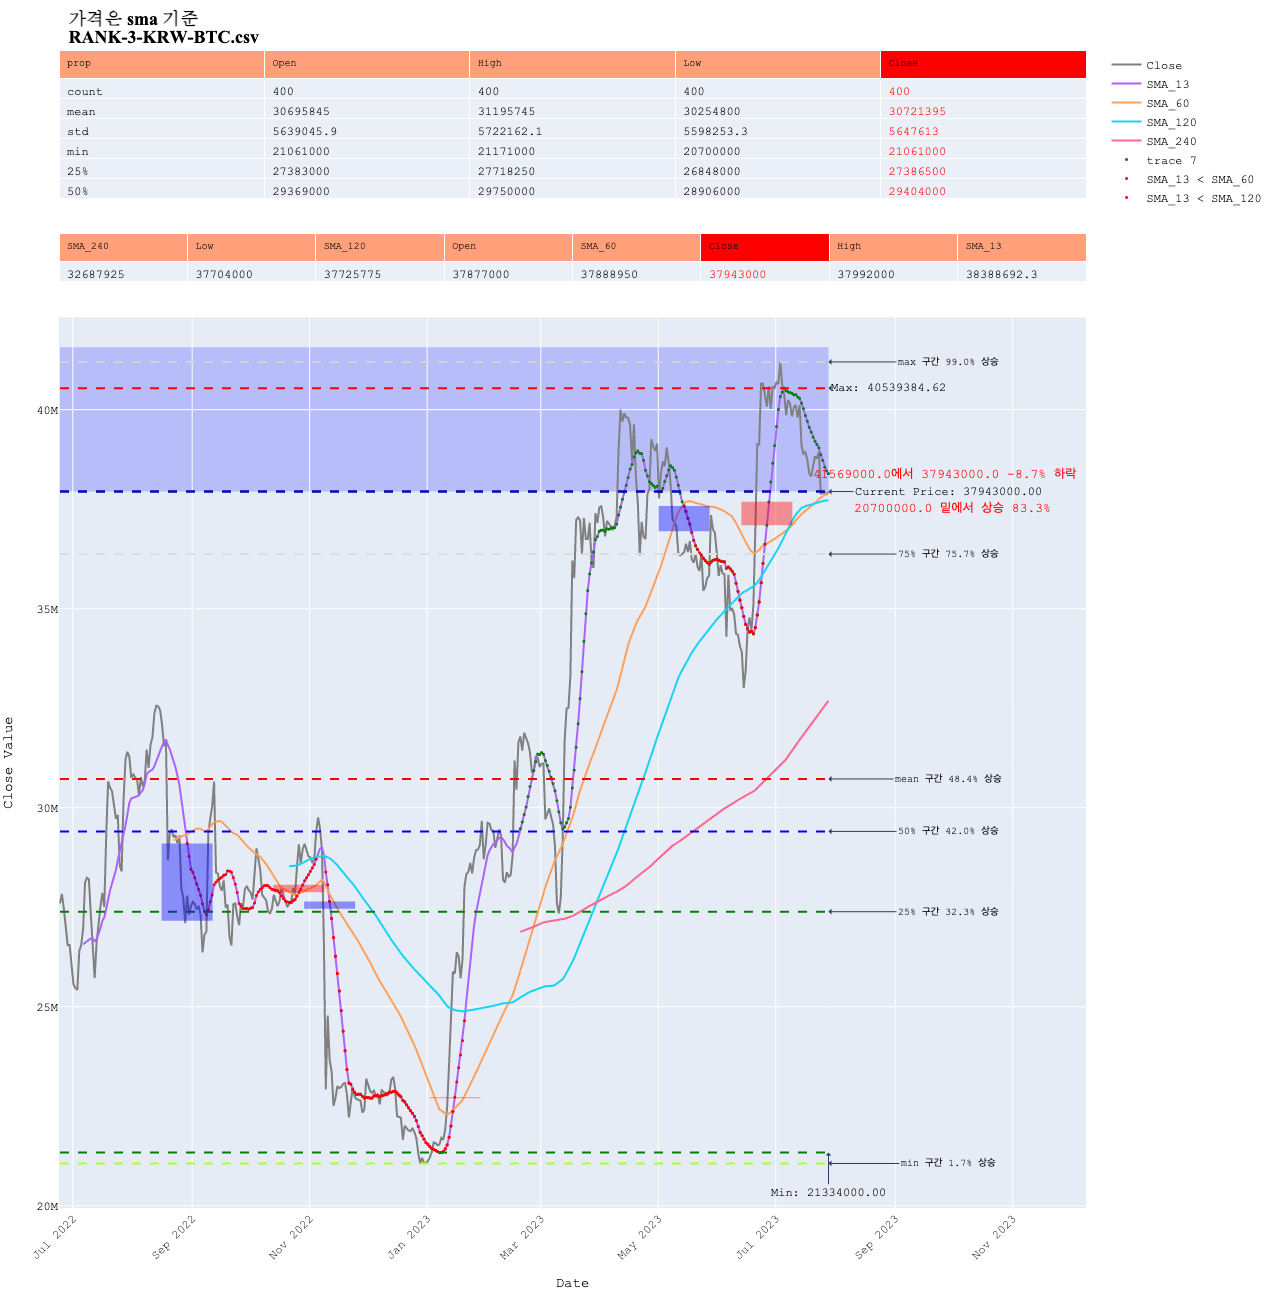 가격은 sma 기준
RANK-3-KRW-BTC.csv
prop Open High Low Close
count 400 400 400 400
mean 30695845 31195745 30254800 30721395
std 5639045.9 5722162.1 5598253.3 5647613
min 21061000 21171000 20700000 21061000
25% 27383000 27718250 26848000 27386500
50% 29369000 29750000 28906000 29404000
SMA_240 Low SMA_120 Open SMA_60 Close High SMA_13
32687925 37704000 37725775 37877000 37888950 37943000 37992000 38388692.3
Close
SMA_13
SMA_60
SMA_120
SMA_240
trace 7
SMA_13 < SMA_60
SMA_13 < SMA_120
max 구간 99.0% 상승
Max: 40539384.62
40M
41569000.0에서 37943000.0 -8.7% 하락
Current Price: 37943000.00
20700000.0 밑에서 상승 83.3%
75% 구간 75.7% 상승
35M
Close Value
mean 구간 48.4% 상승
30M
50% 구간 42.0% 상승
25% 구간 32.3% 상승
25M
min 구간 1.7% 상승
Min: 21334000.00
20M
Jul 2022
Sep 2022
Nov 2022
Jan 2023
Mar 2023
May 2023
Jul 2023
Sep 2023
Nov 2023
Date